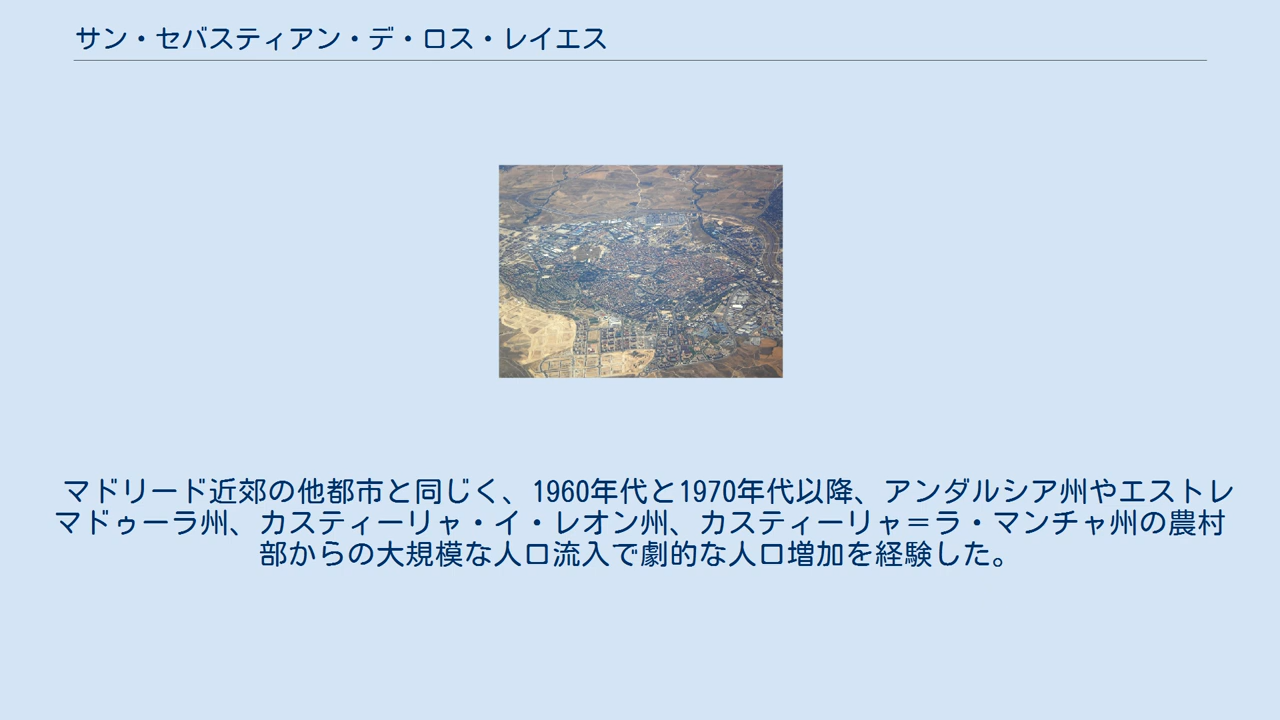 サン・セバスティアン・デ・ロス・レイエス
マドリード近郊の他都市と同じく、1960年代と1970年代以降、アンダルシア州やエストレ
マドゥーラ州、カスティーリャ・イ・レオン州、カスティーリャ＝ラ・マンチャ州の農村
部からの大規模な人口流入で劇的な人口増加を経験した。